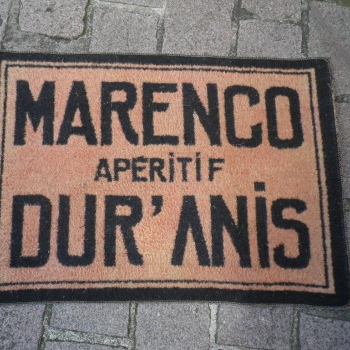 MARENCO
APERITIF
DUR'ANIS